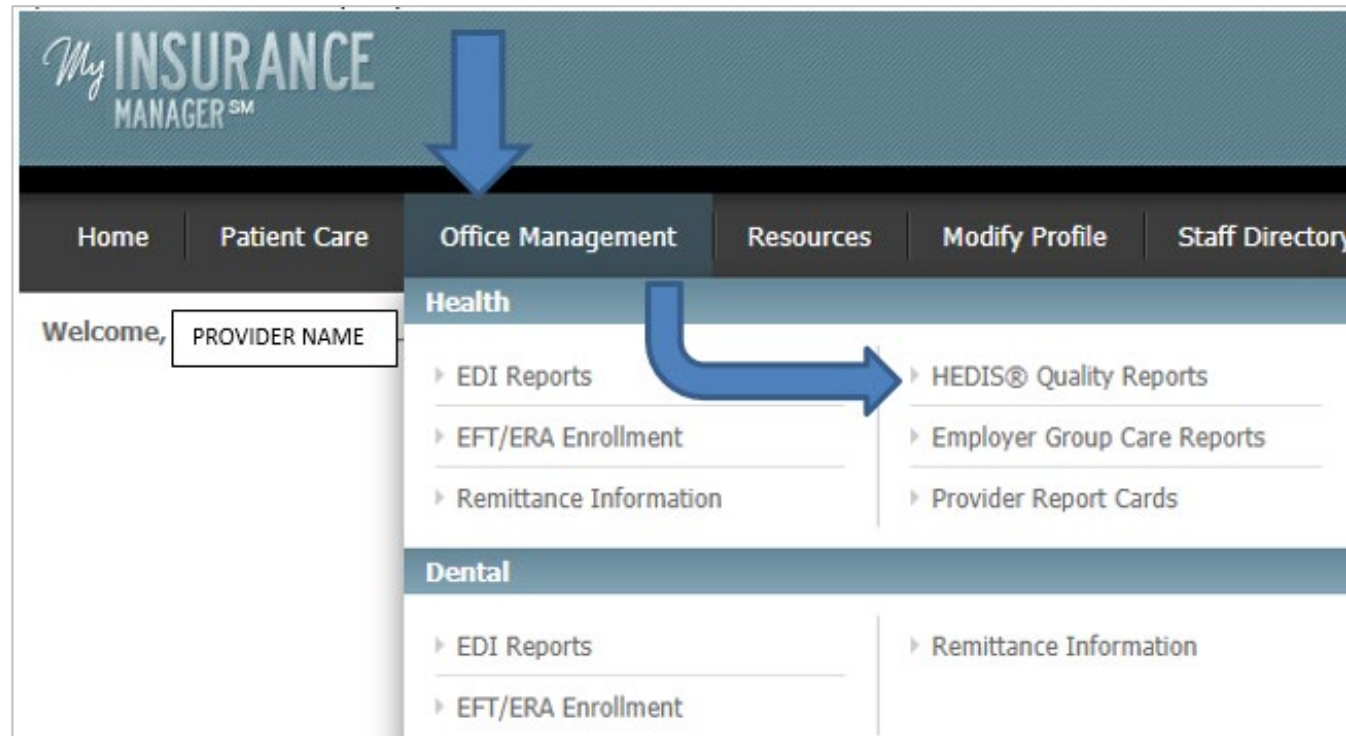 My INSURANCE
MANAGER℠
Home Patient Care Office Management Resources Modify Profile Staff Directory
Welcome, PROVIDER NAME
Health
EDI Reports
HEDIS® Quality Reports
EFT/ERA Enrollment
Employer Group Care Reports
Remittance Information
Provider Report Cards
Dental
EDI Reports
Remittance Information
EFT/ERA Enrollment